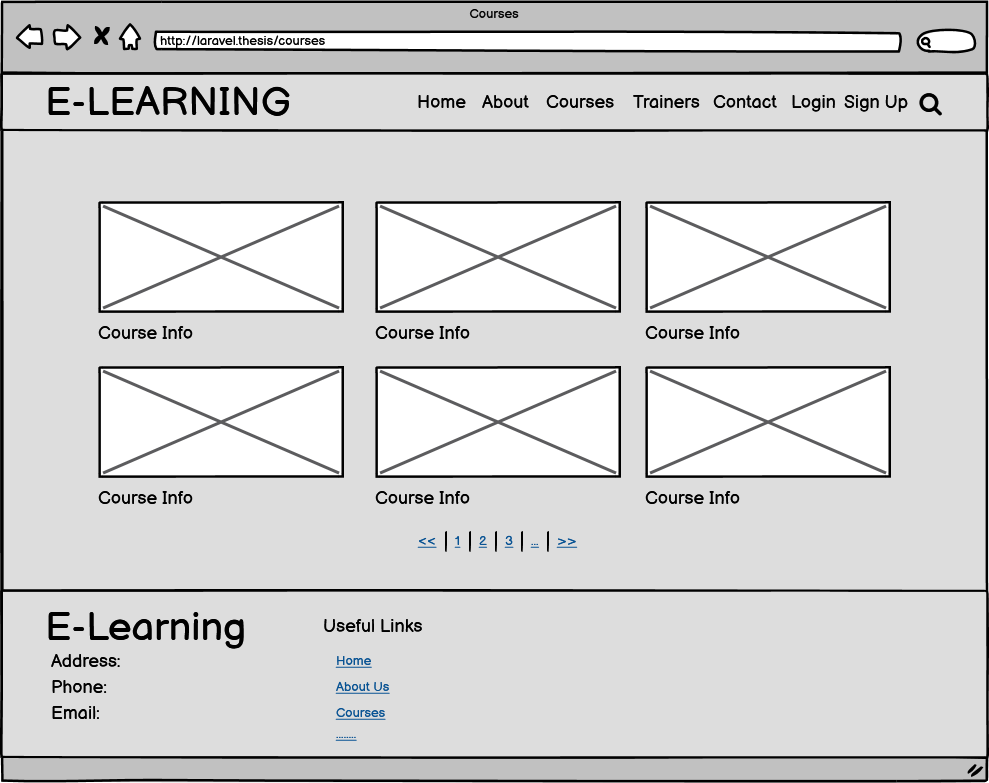 Courses
http://laravel.thesis/courses
E-LEARNING Home About Courses Trainers Contact Login Sign Up
Course Info Course Info Course Info
Course Info Course Info Course Info
<< 1 2 3 ... >>
E-Learning Useful Links
Address: Home
Phone: About Us
Email: Courses
........